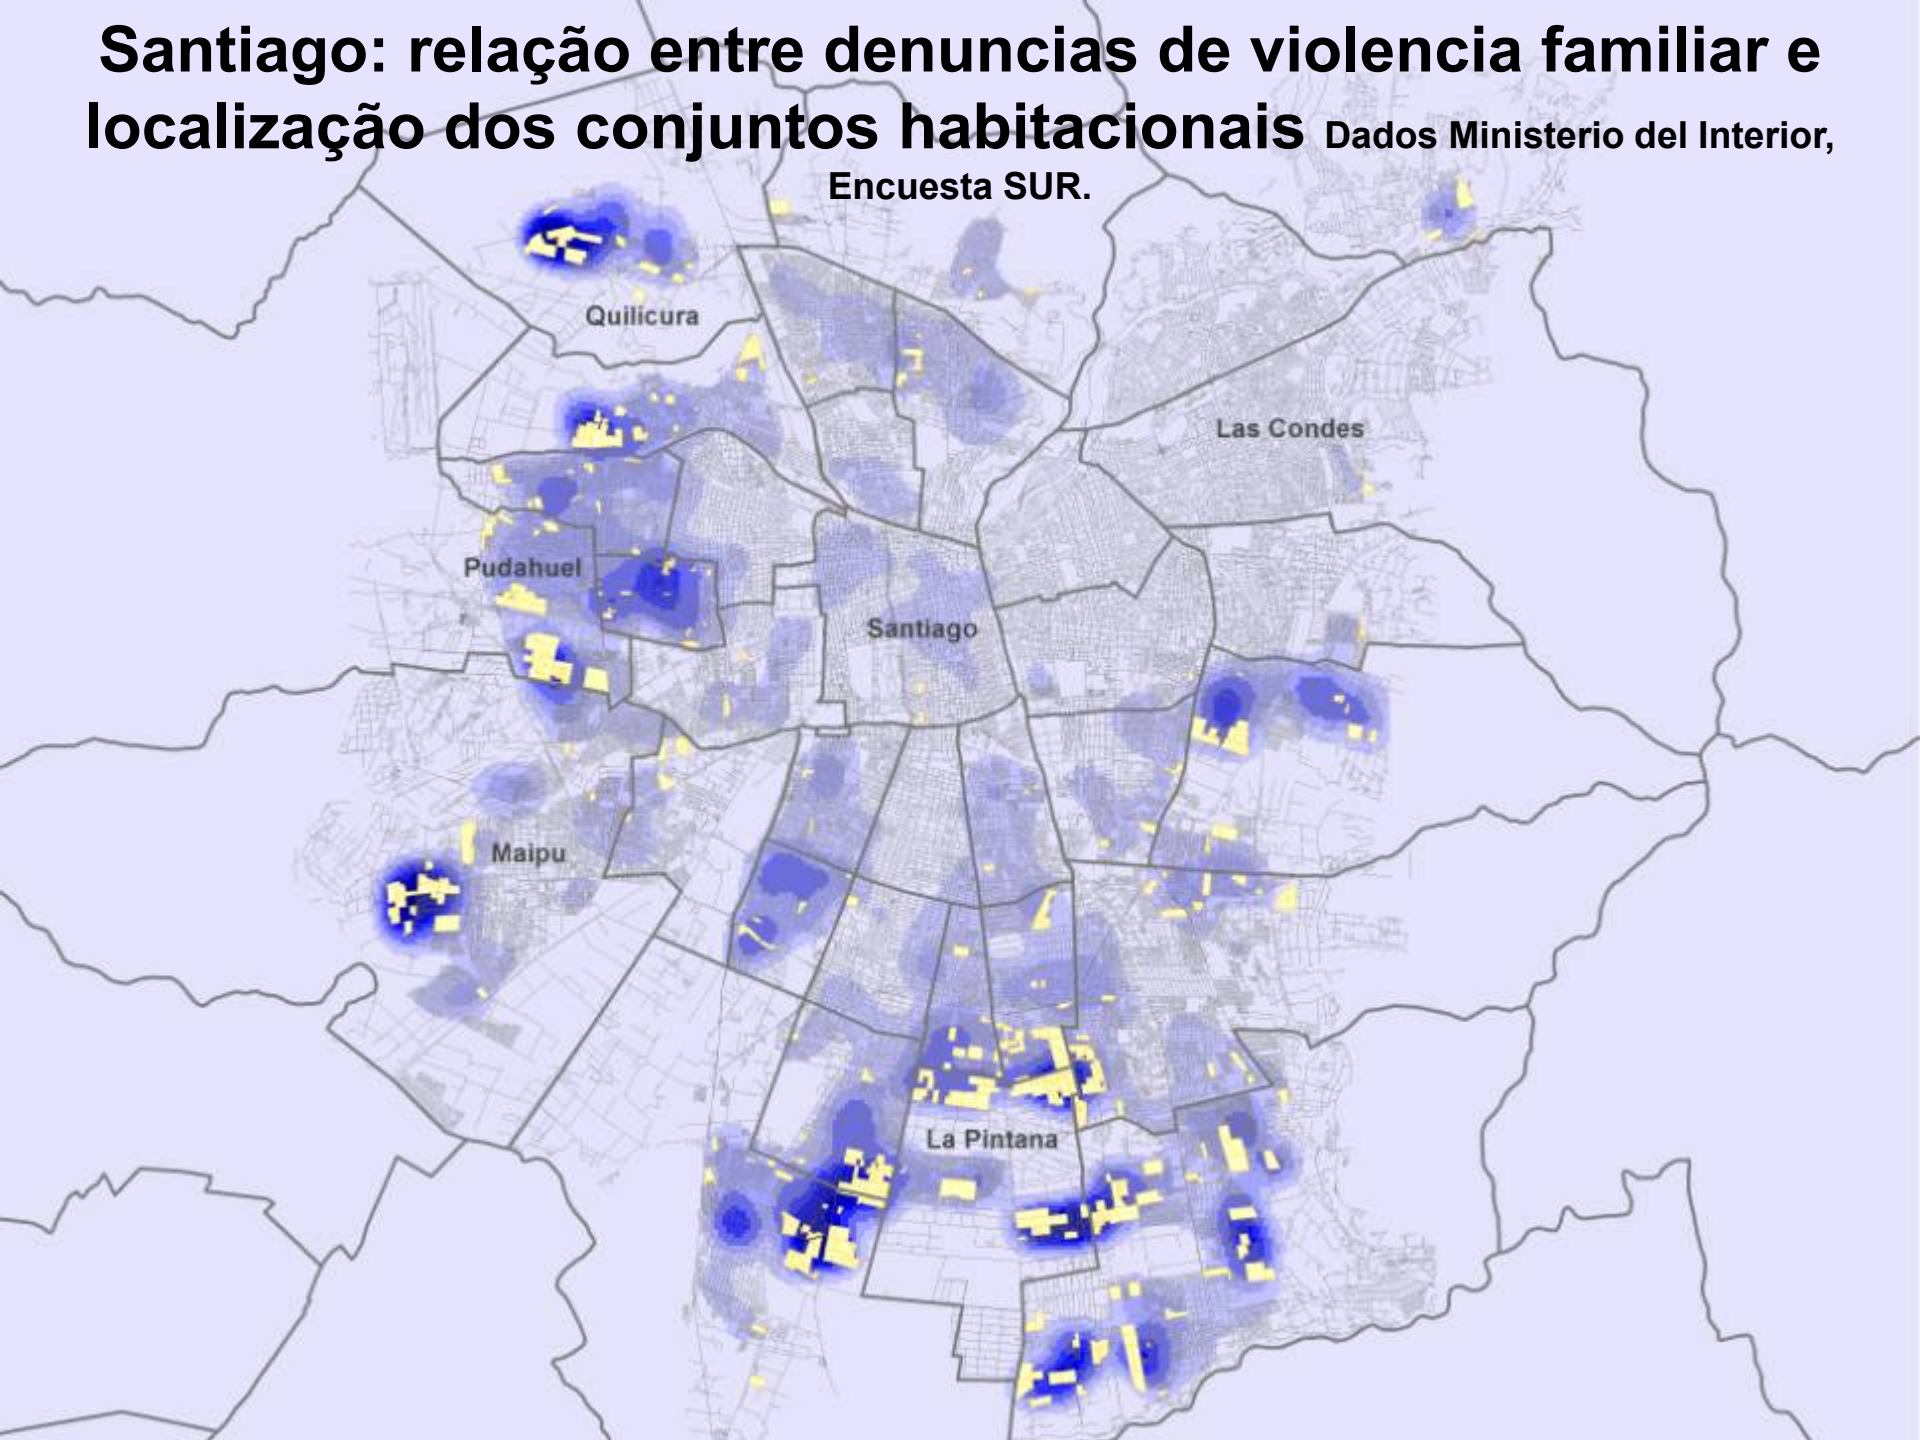 Santiago: relação entre denuncias de violencia familiar e
localização dos conjuntos habitacionais Dados Ministerio del Interior,
Encuesta SUR.
Quilicura
Las Condes
Pudahuel
Santiago
Maipu
La Pintana